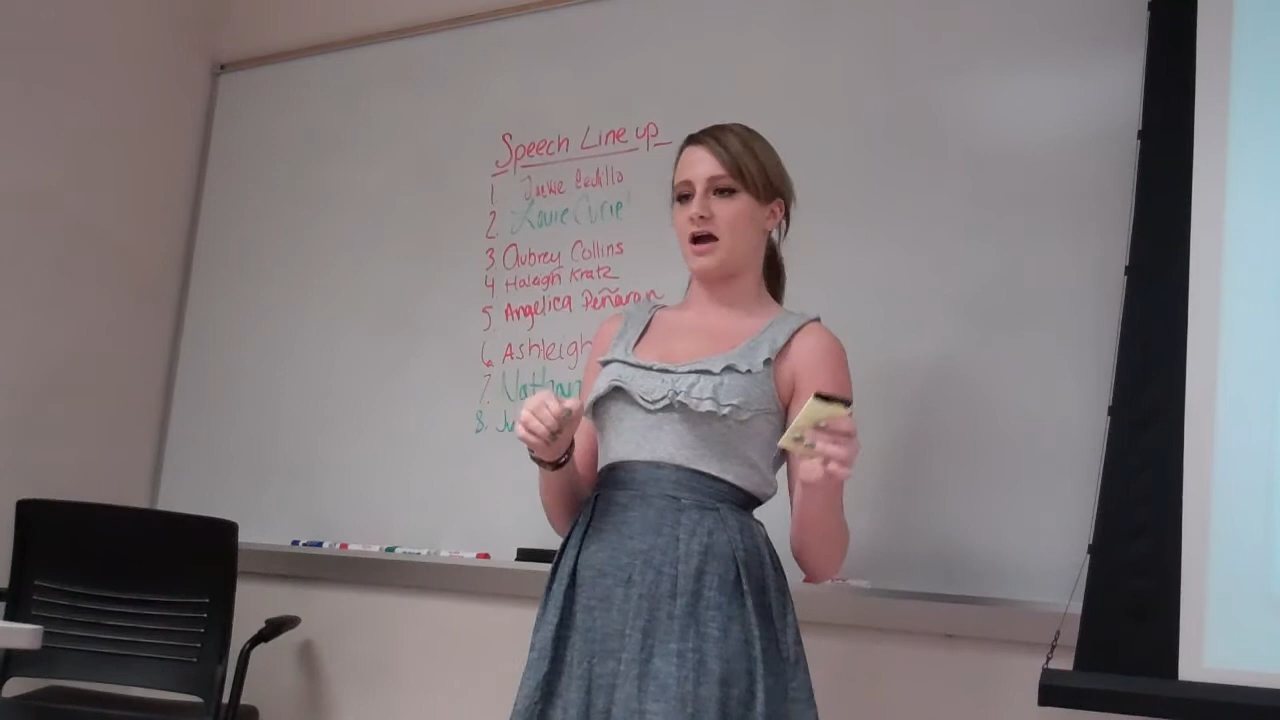 Speech Line up
1 Jackie Cedillo
2. Louie Curiel
3. Aubrey Collins
4 Haleigh Kratz
5. Angelica Peñaran
6. Ashleigh
7. Nathan
8.